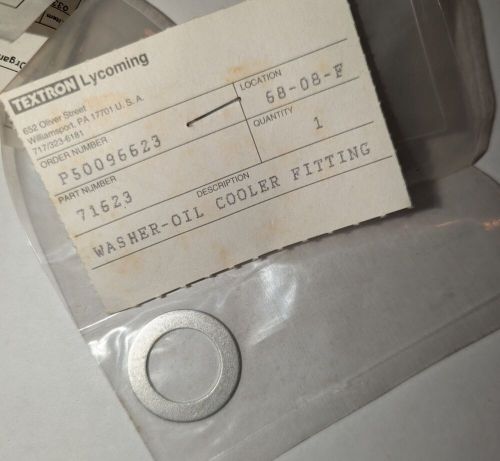 TEXTRON Lycoming
652 Oliver Street
Williamsport, PA 17701 U. S. A.
717/323-6181
ORDER NUMBER
P50096623
LOCATION
68-08-F
PART NUMBER
71623
QUANTITY
1
DESCRIPTION
WASHER-OIL COOLER FITTING